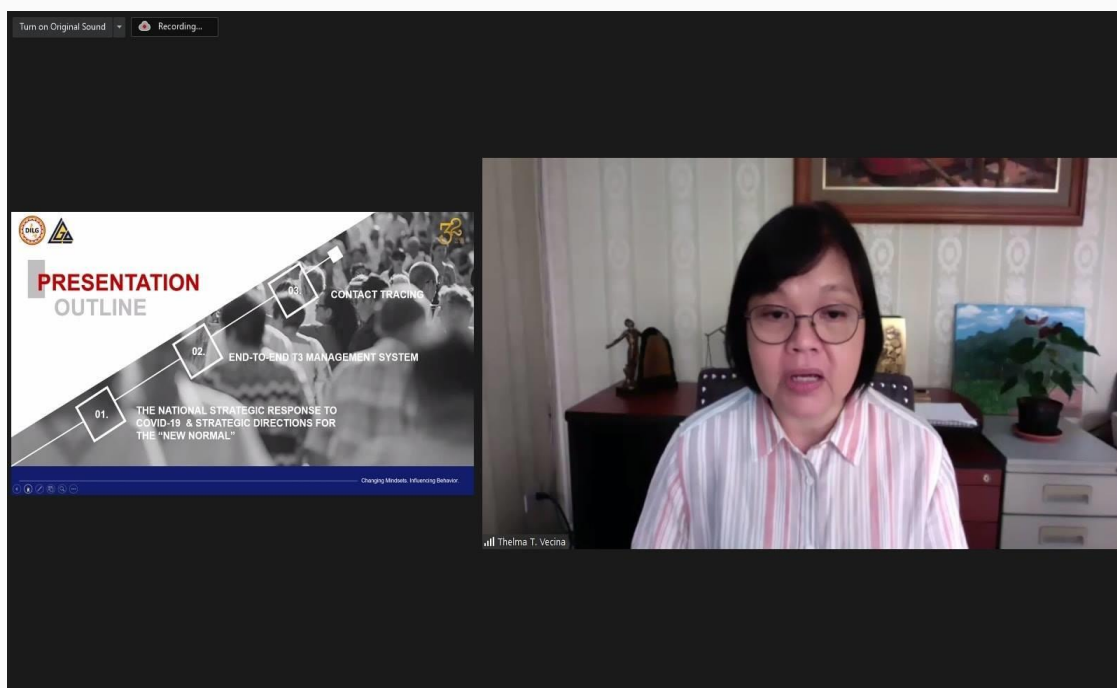 Turn on Original Sound
Recording...
DILG
PRESENTATION
OUTLINE
03.
CONTACT TRACING
02.
END-TO-END T3 MANAGEMENT SYSTEM
01.
THE NATIONAL STRATEGIC RESPONSE TO
COVID-19 & STRATEGIC DIRECTIONS FOR
THE “NEW NORMAL”
Changing Mindsets. Influencing Behavior.
Thelma T. Vecina